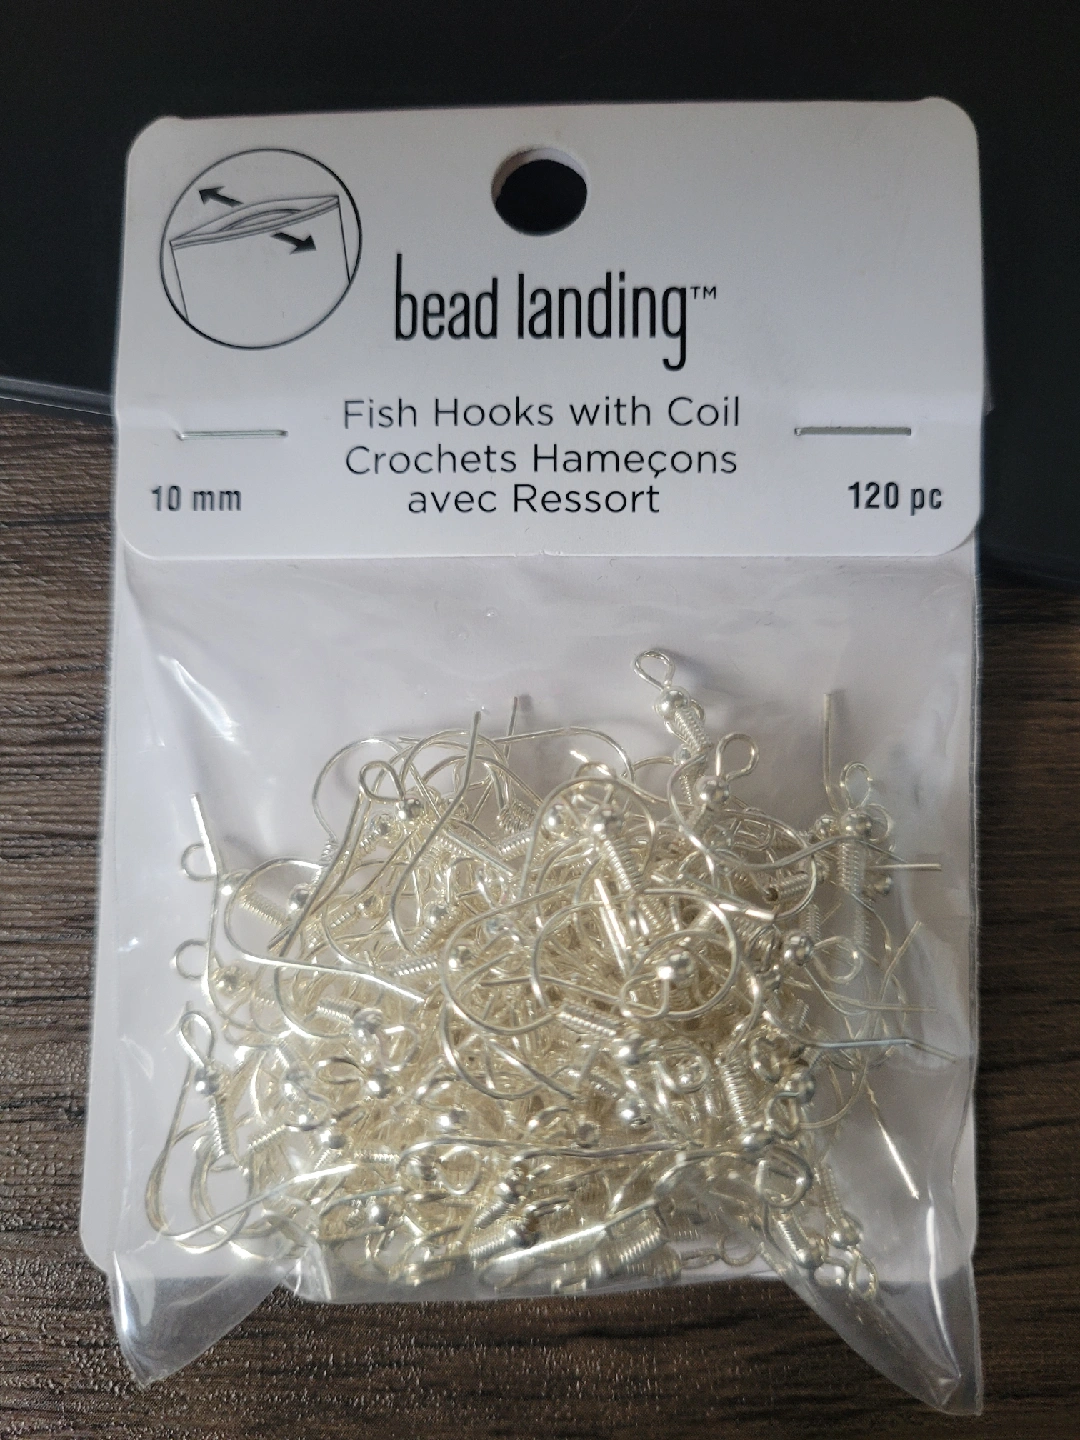 bead landing™
Fish Hooks with Coil
Crochets Hameçons
avec Ressort
10 mm
120 pc